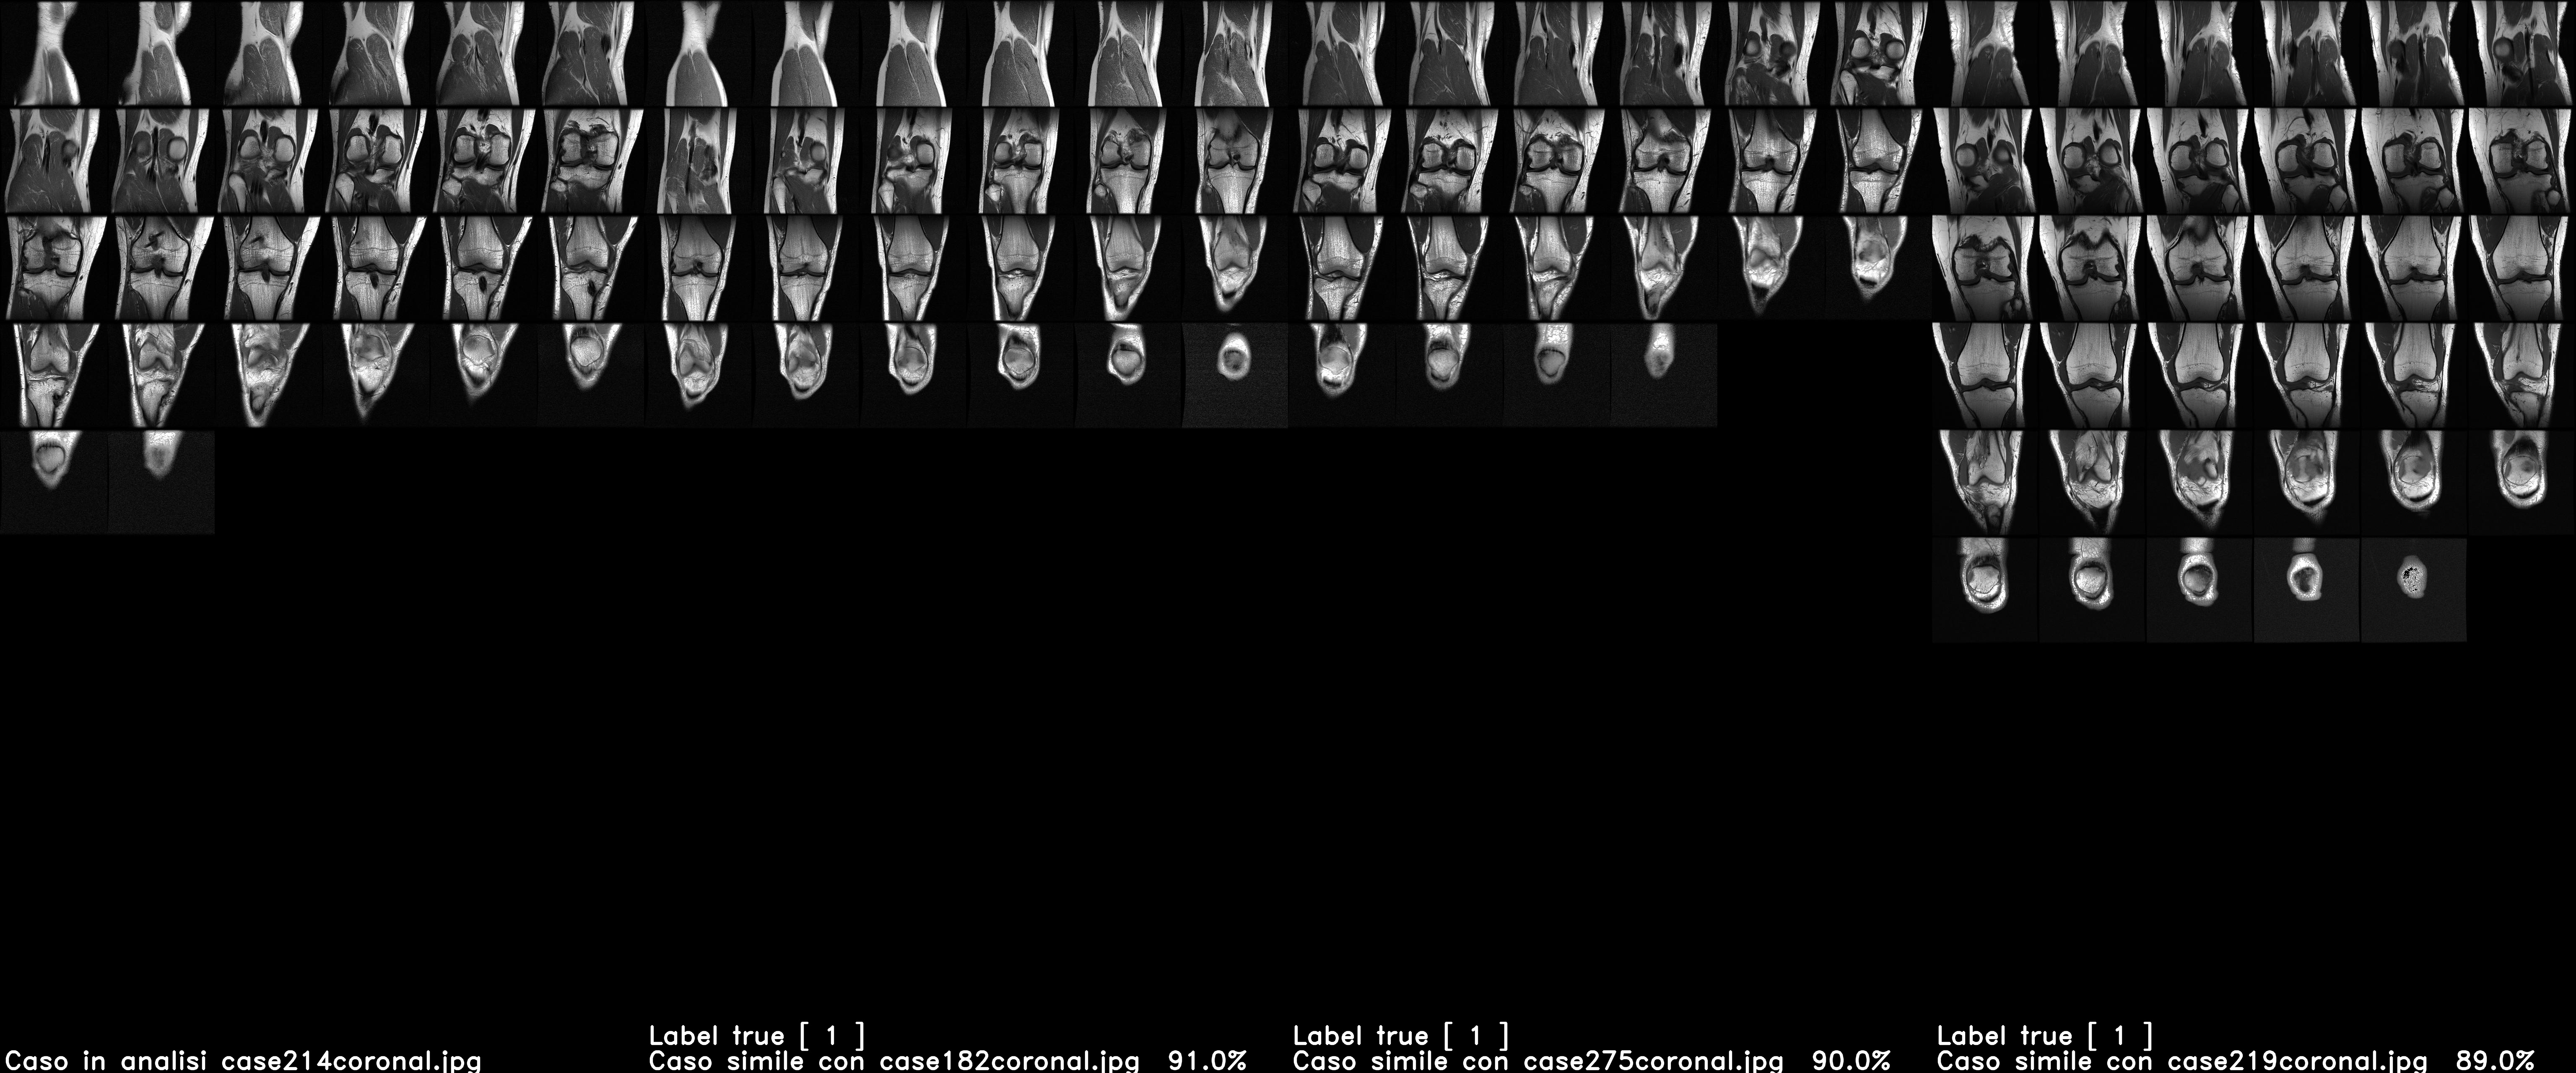 Caso in analisi case214coronal.jpg
Label true [ 1 ]
Caso simile con case182coronal.jpg 91.0%
Label true [ 1 ]
Caso simile con case275coronal.jpg 90.0%
Label true [ 1 ]
Caso simile con case219coronal.jpg 89.0%